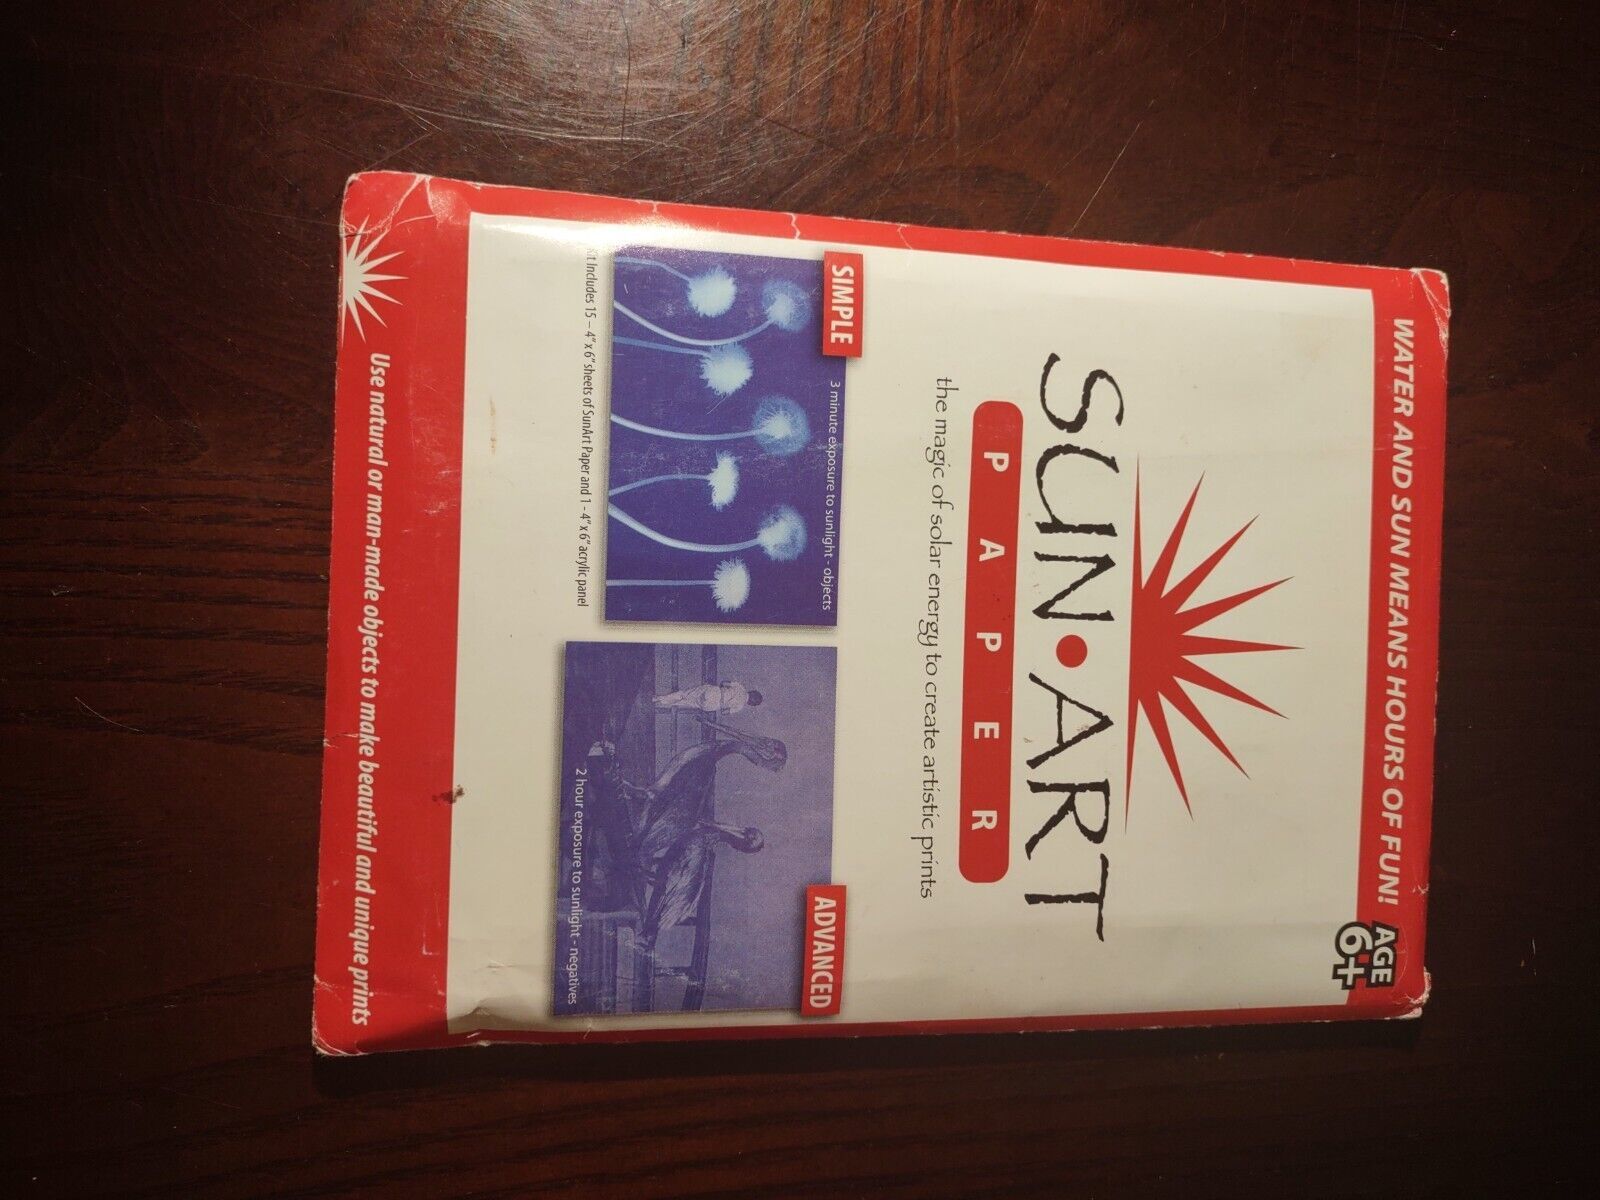 WATER AND SUN MEANS HOURS OF FUN!
AGE
6+
SUN•ART
PAPER
the magic of solar energy to create artistic prints
SIMPLE
3 minute exposure to sunlight - objects
ADVANCED
2 hour exposure to sunlight - negatives
Kit Includes 15 – 4" x 6" sheets of SunArt Paper and 1 - 4" x 6" acrylic panel
Use natural or man-made objects to make beautiful and unique prints